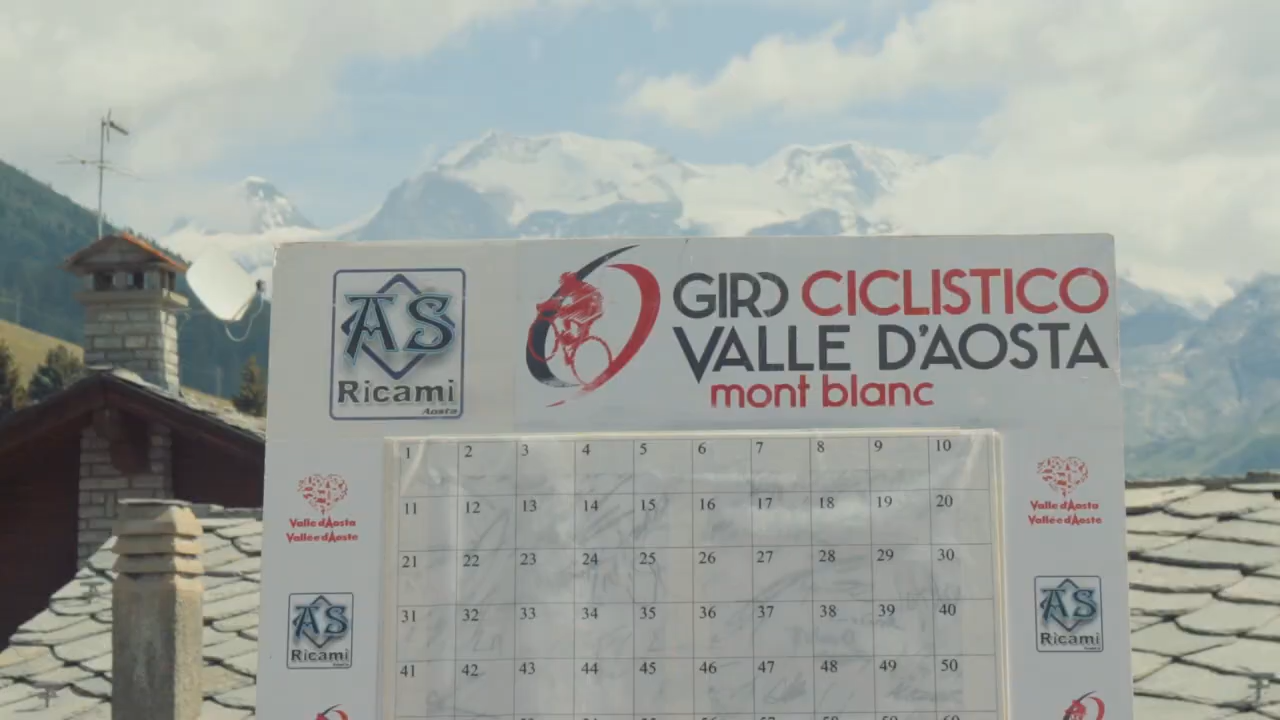 AS
Ricami
Aosta
GIRO CICLISTICO
VALLE D'AOSTA
mont blanc
1 2 3 4 5 6 7 8 9 10
11 12 13 14 15 16 17 18 19 20
21 22 23 24 25 26 27 28 29 30
31 32 33 34 35 36 37 38 39 40
41 42 43 44 45 46 47 48 49 50
Valle d'Aosta
Vallée d'Aoste
AS
Ricami
Valle d'Aosta
Vallée d'Aoste
AS
Ricami